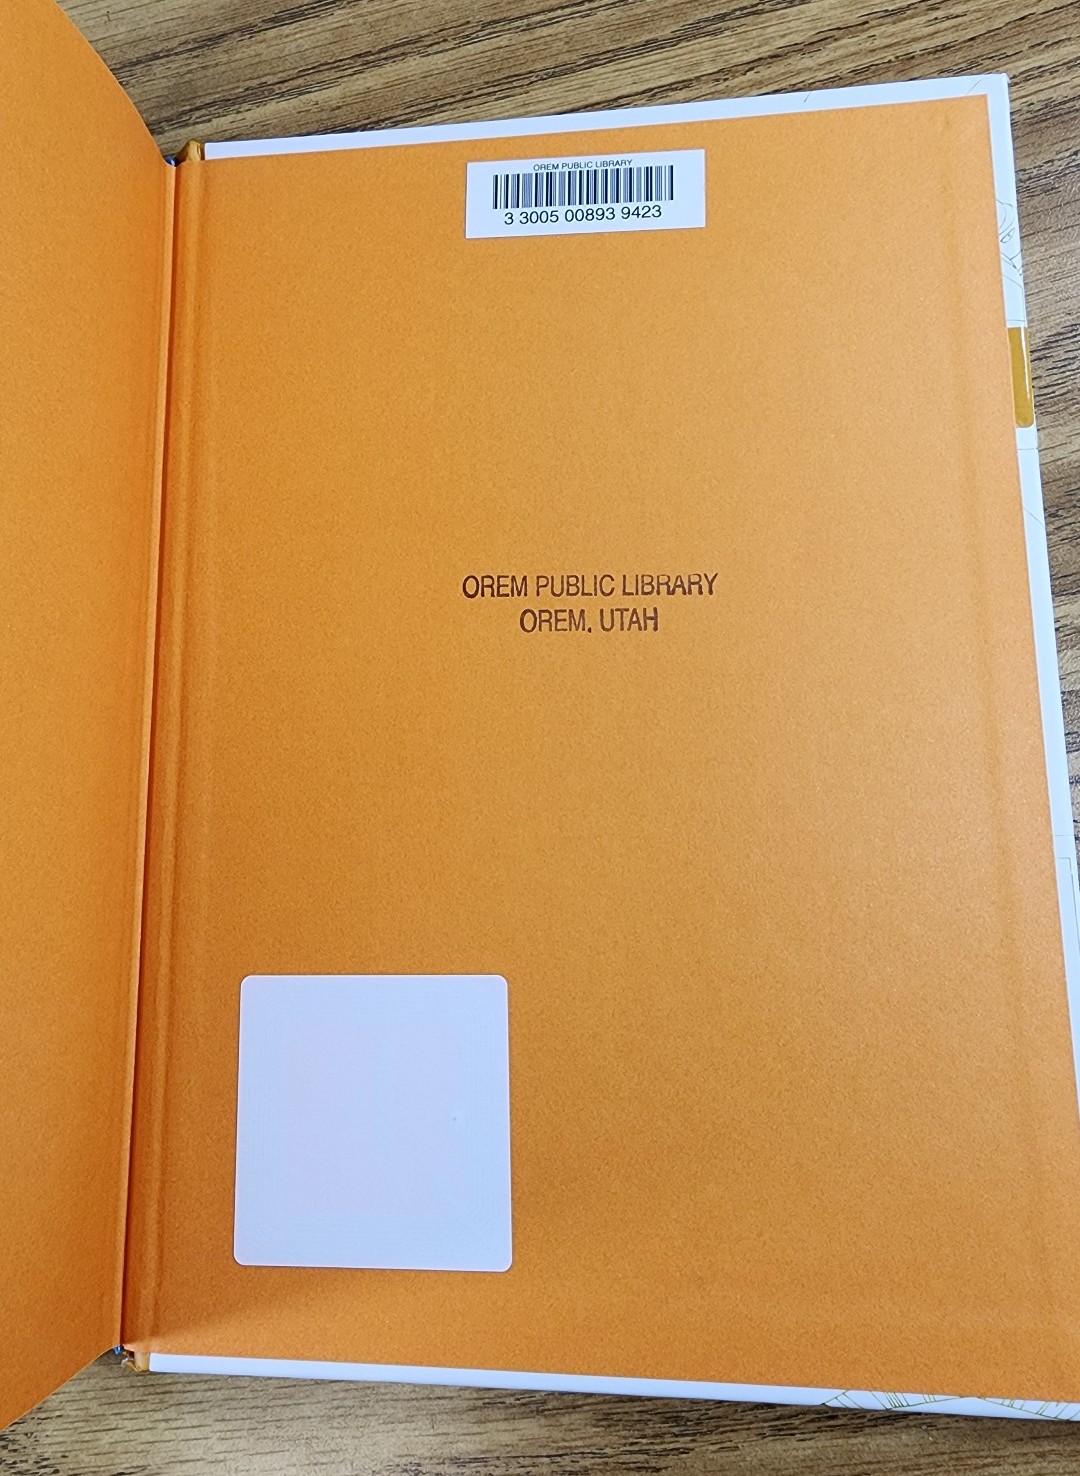 OREM PUBLIC LIBRARY
3 3005 00893 9423
OREM PUBLIC LIBRARY
OREM, UTAH